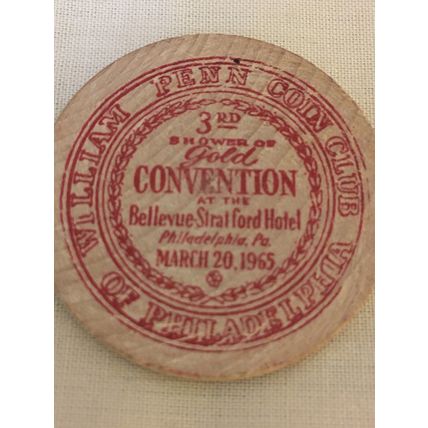 WILLIAM PENN COIN CLUB
OF PHILADELPHIA
3RD
SHOWER OF
Gold
CONVENTION
AT THE
Bellevue-Stratford Hotel
Philadelphia, Pa.
MARCH 20, 1965